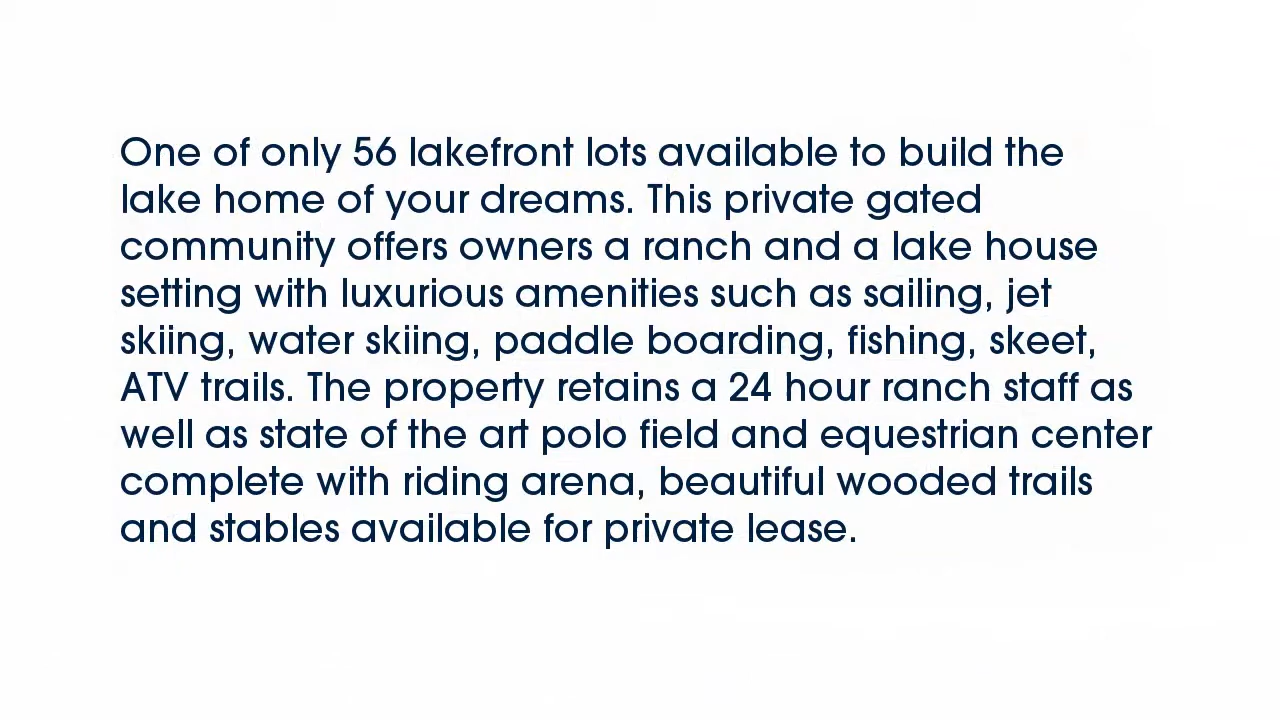 One of only 56 lakefront lots available to build the
lake home of your dreams. This private gated
community offers owners a ranch and a lake house
setting with luxurious amenities such as sailing, jet
skiing, water skiing, paddle boarding, fishing, skeet,
ATV trails. The property retains a 24 hour ranch staff as
well as state of the art polo field and equestrian center
complete with riding arena, beautiful wooded trails
and stables available for private lease.